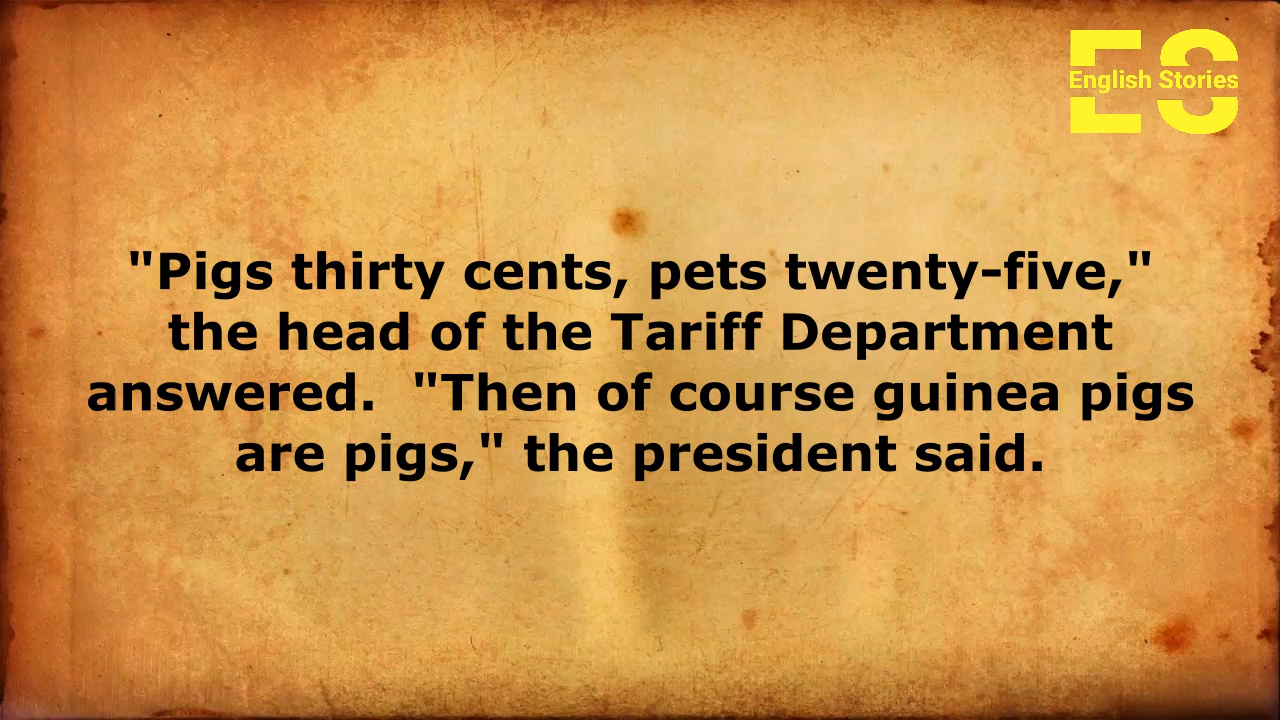 ES
English Stories
"Pigs thirty cents, pets twenty-five,"
the head of the Tariff Department
answered.  "Then of course guinea pigs
are pigs," the president said.